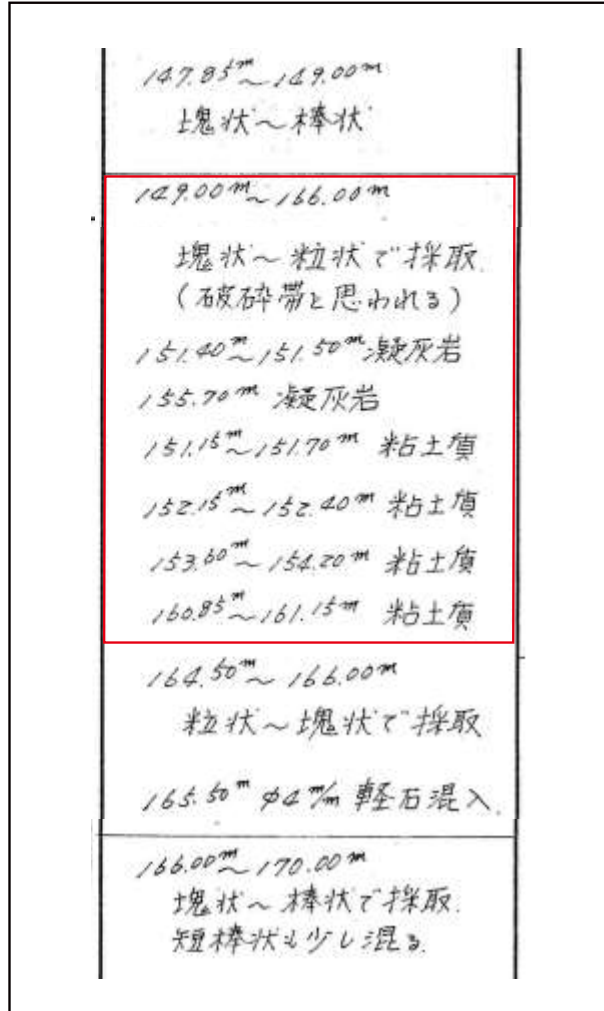 147.85m～149.00m
塊状～棒状
149.00m～166.00m
塊状～粒状で採取.
(破砕帯と思われる)
151.40m～151.50m凝灰岩
155.70m 凝灰岩
151.15m～151.70m 粘土質
152.15m～152.40m 粘土質
153.60m～154.20m 粘土質
160.85m～161.15m 粘土質
164.50m～166.00m
粒状～塊状で採取
165.50m φ4m/m 軽石混入.
166.00m～170.00m
塊状～棒状で採取.
短棒状も少し混る.